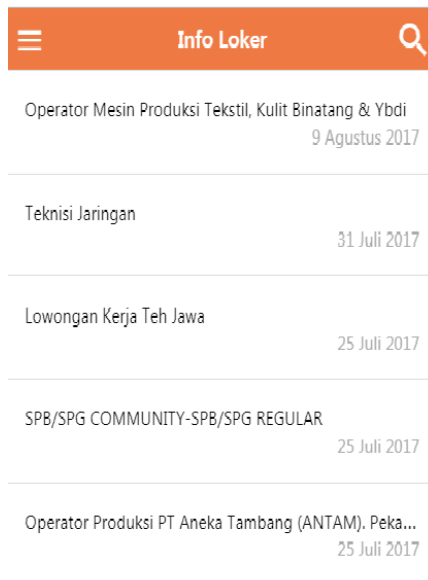 Info Loker
Operator Mesin Produksi Tekstil, Kulit Binatang & Ybdi
9 Agustus 2017
Teknisi Jaringan
31 Juli 2017
Lowongan Kerja Teh Jawa
25 Juli 2017
SPB/SPG COMMUNITY-SPB/SPG REGULAR
25 Juli 2017
Operator Produksi PT Aneka Tambang (ANTAM). Peka...
25 Juli 2017